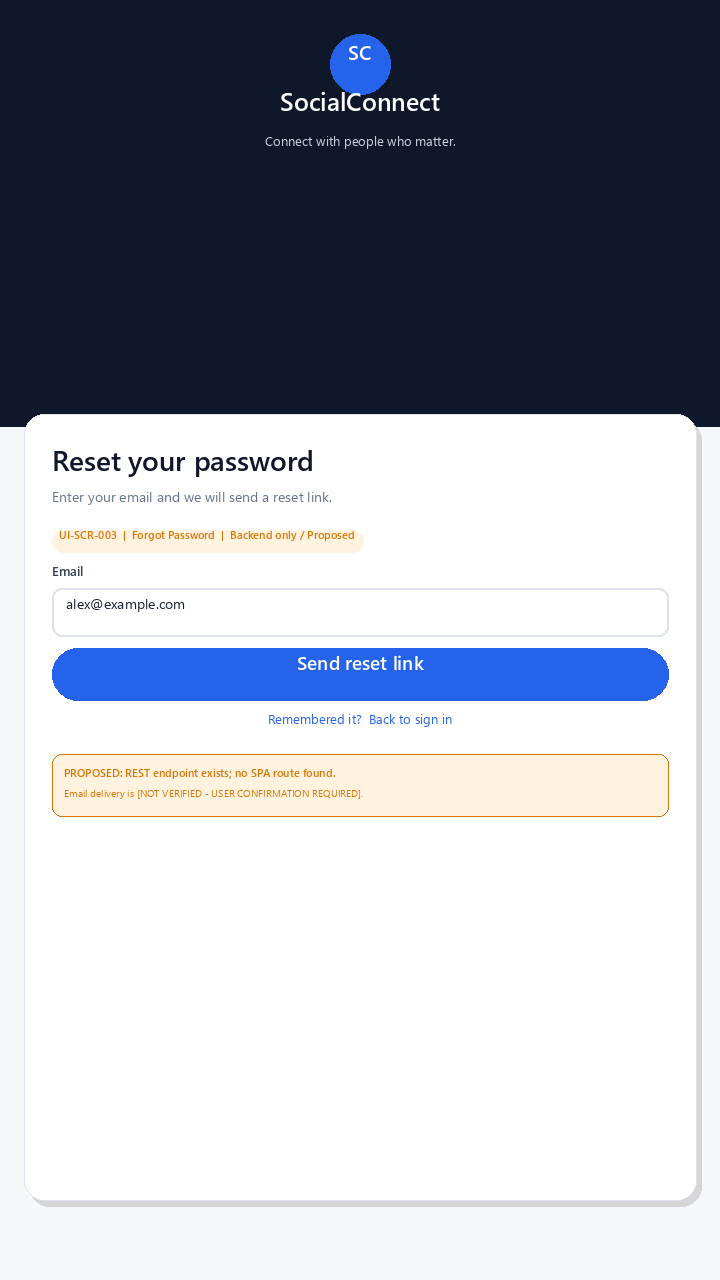 SC
SocialConnect
Connect with people who matter.
Reset your password
Enter your email and we will send a reset link.
UI-SCR-003 | Forgot Password | Backend only / Proposed
Email
alex@example.com
Send reset link
Remembered it? Back to sign in
PROPOSED: REST endpoint exists; no SPA route found.
Email delivery is [NOT VERIFIED - USER CONFIRMATION REQUIRED].